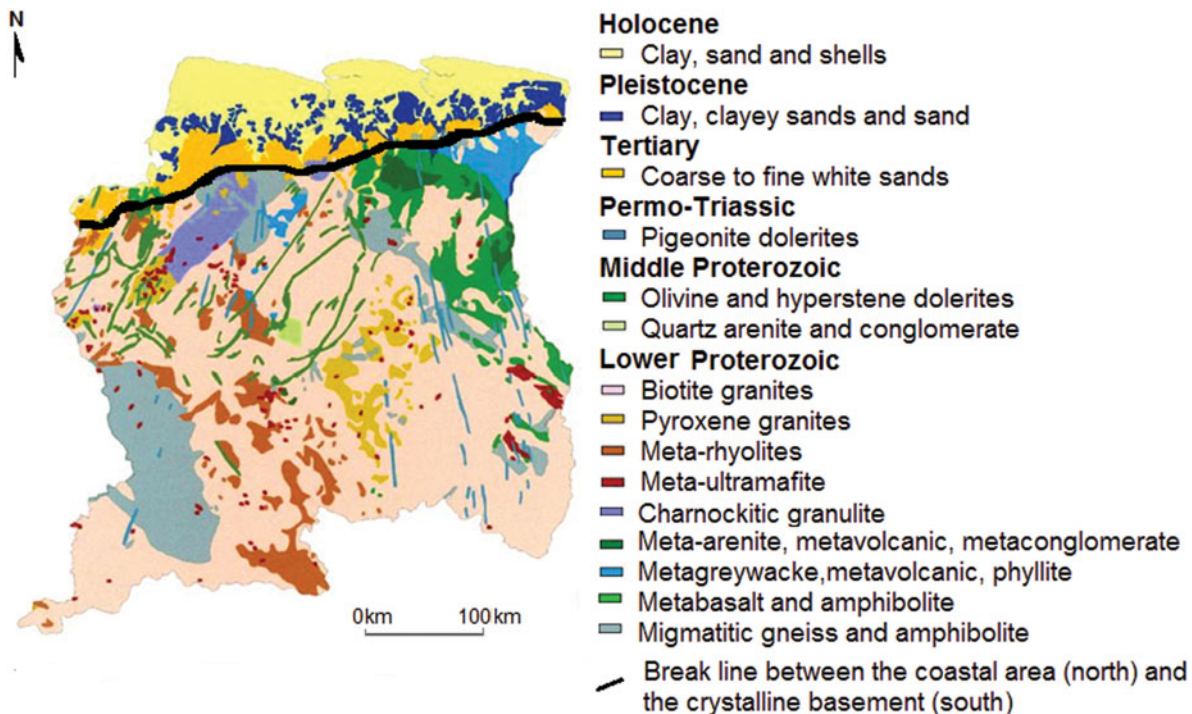 N
Holocene
Clay, sand and shells
Pleistocene
Clay, clayey sands and sand
Tertiary
Coarse to fine white sands
Permo-Triassic
Pigeonite dolerites
Middle Proterozoic
Olivine and hyperstene dolerites
Quartz arenite and conglomerate
Lower Proterozoic
Biotite granites
Pyroxene granites
Meta-rhyolites
Meta-ultramafite
Charnockitic granulite
Meta-arenite, metavolcanic, metaconglomerate
Metagreywacke,metavolcanic, phyllite
Metabasalt and amphibolite
Migmatitic gneiss and amphibolite
Break line between the coastal area (north) and
the crystalline basement (south)
0km 100km